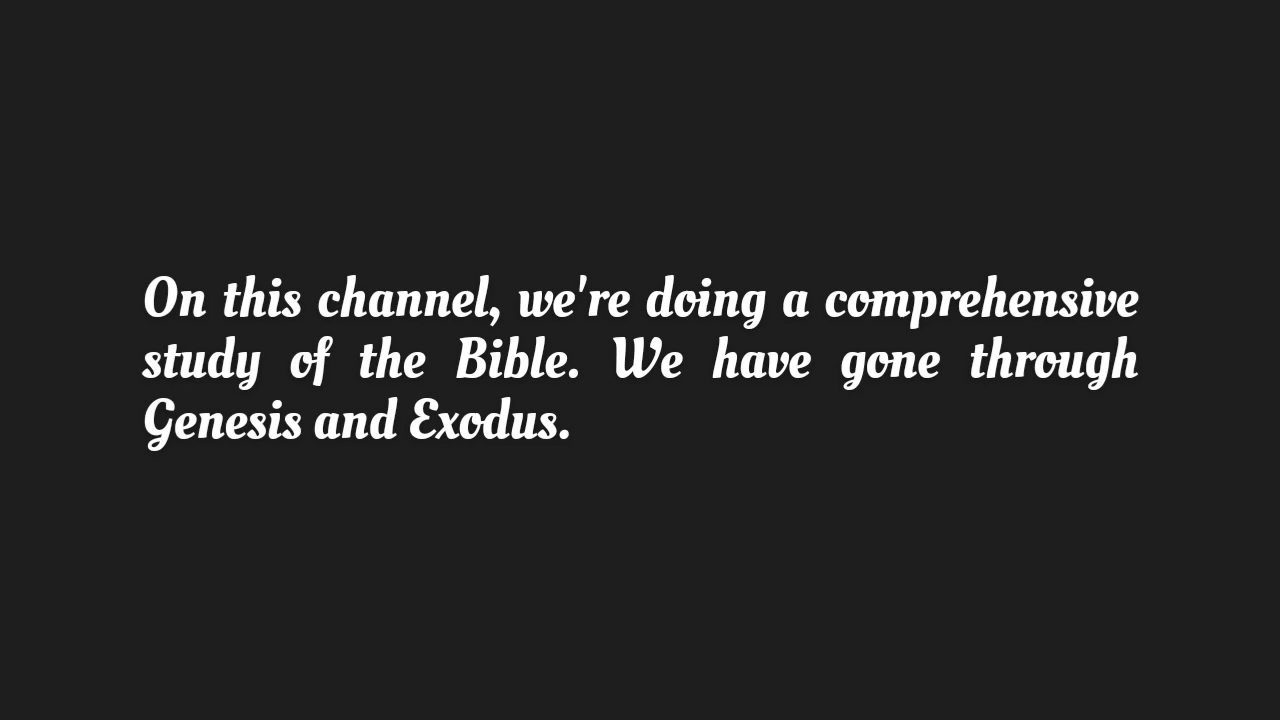 On this channel, we're doing a comprehensive
study of the Bible. We have gone through
Genesis and Exodus.